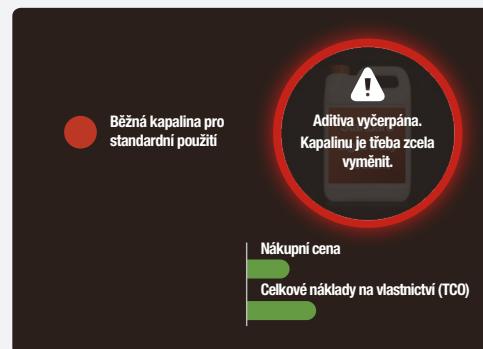 Běžná kapalina pro
standardní použití
Aditiva vyčerpána.
Kapalinu je třeba zcela
vyměnit.
Nákupní cena
Celkové náklady na vlastnictví (TCO)